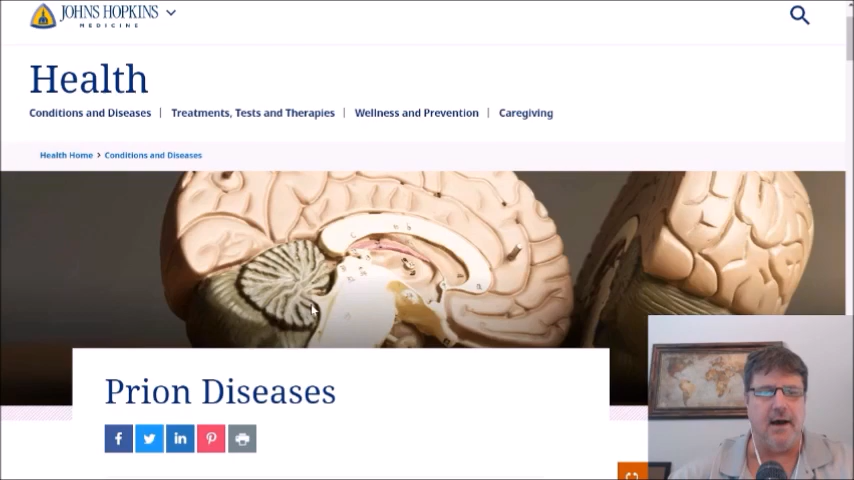 JOHNS HOPKINS
MEDICINE
Health
Conditions and Diseases | Treatments, Tests and Therapies | Wellness and Prevention | Caregiving
Health Home > Conditions and Diseases
Prion Diseases